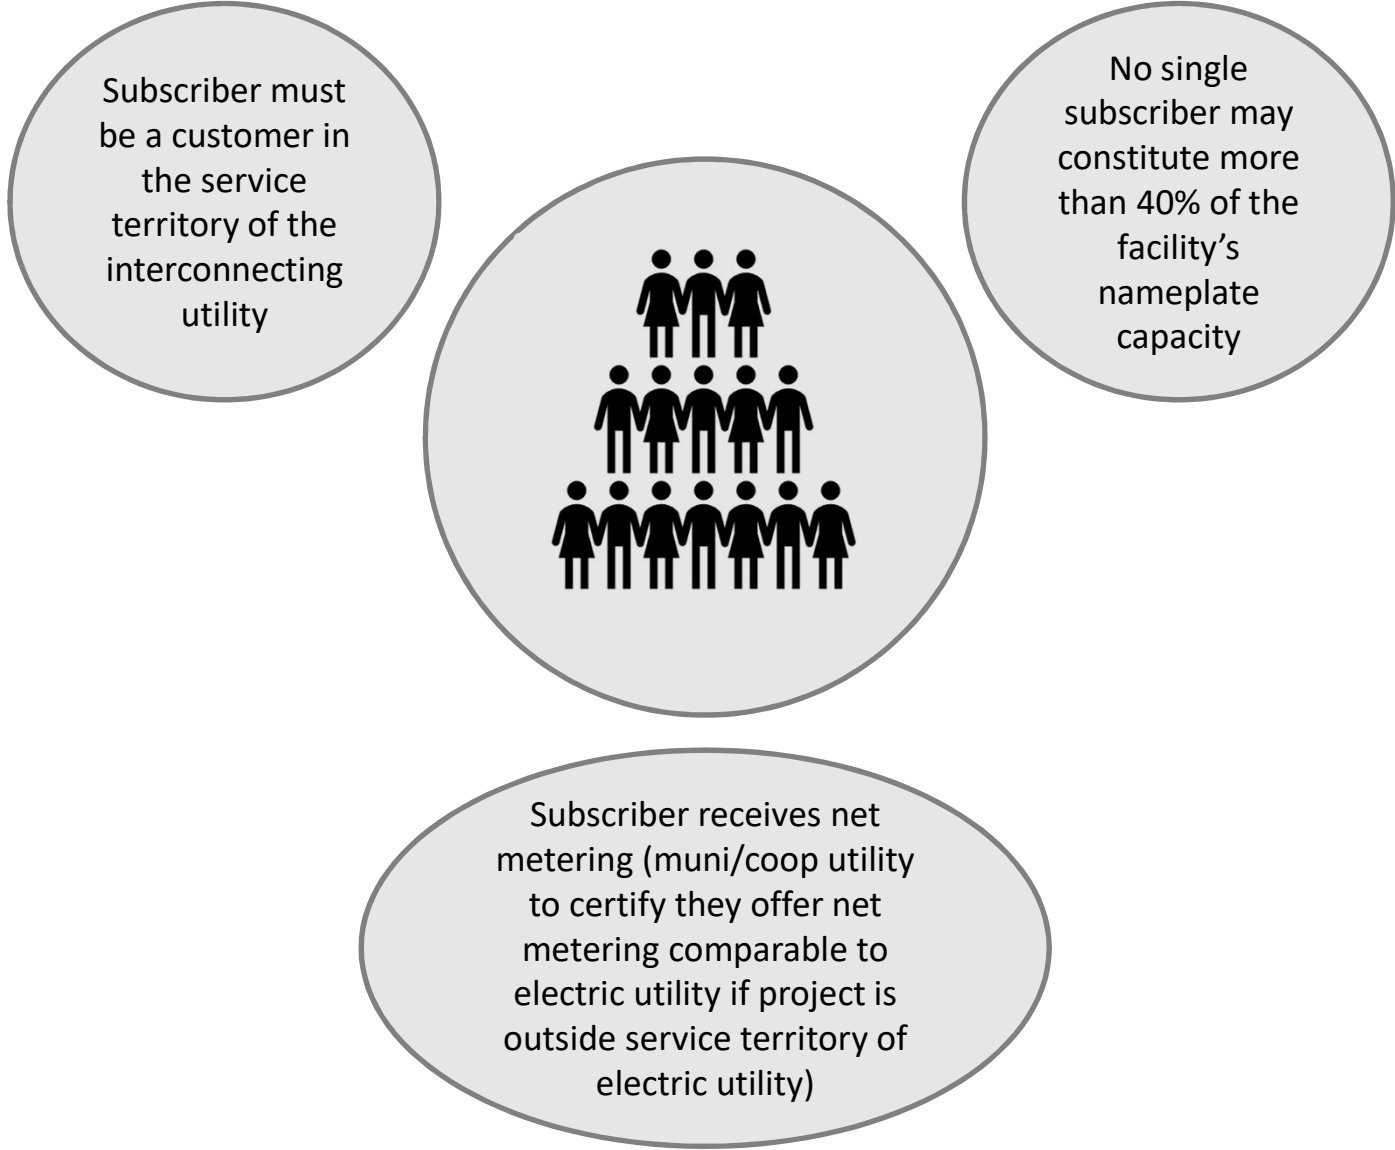 Subscriber must
be a customer in
the service
territory of the
interconnecting
utility
No single
subscriber may
constitute more
than 40% of the
facility’s
nameplate
capacity
Subscriber receives net
metering (muni/coop utility
to certify they offer net
metering comparable to
electric utility if project is
outside service territory of
electric utility)